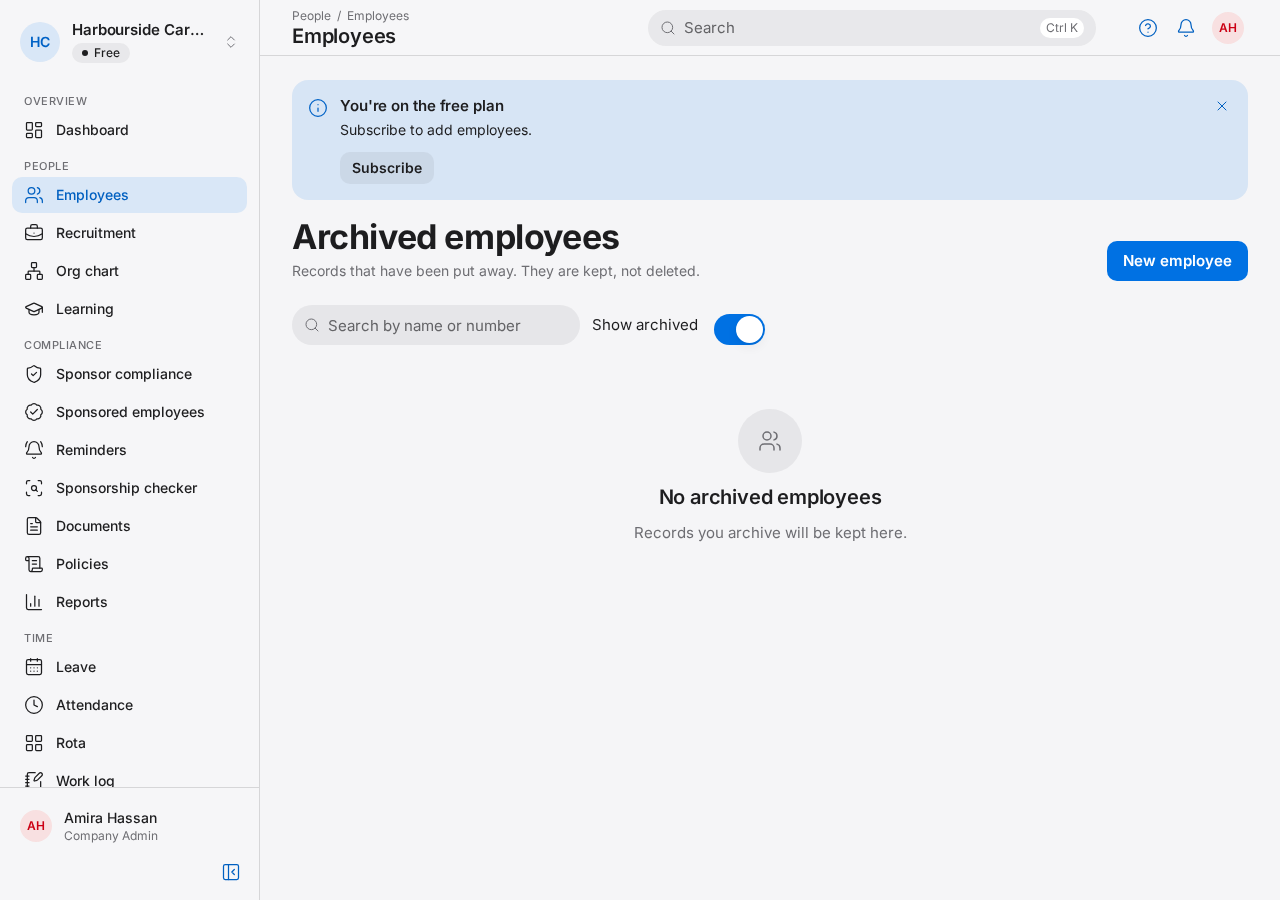 HC
Harbourside Car...
Free
OVERVIEW
Dashboard
PEOPLE
Employees
Recruitment
Org chart
Learning
COMPLIANCE
Sponsor compliance
Sponsored employees
Reminders
Sponsorship checker
Documents
Policies
Reports
TIME
Leave
Attendance
Rota
Work log
AH
Amira Hassan
Company Admin
People / Employees
Employees
Search
Ctrl K
AH
You're on the free plan
Subscribe to add employees.
Subscribe
Archived employees
Records that have been put away. They are kept, not deleted.
New employee
Search by name or number
Show archived
No archived employees
Records you archive will be kept here.